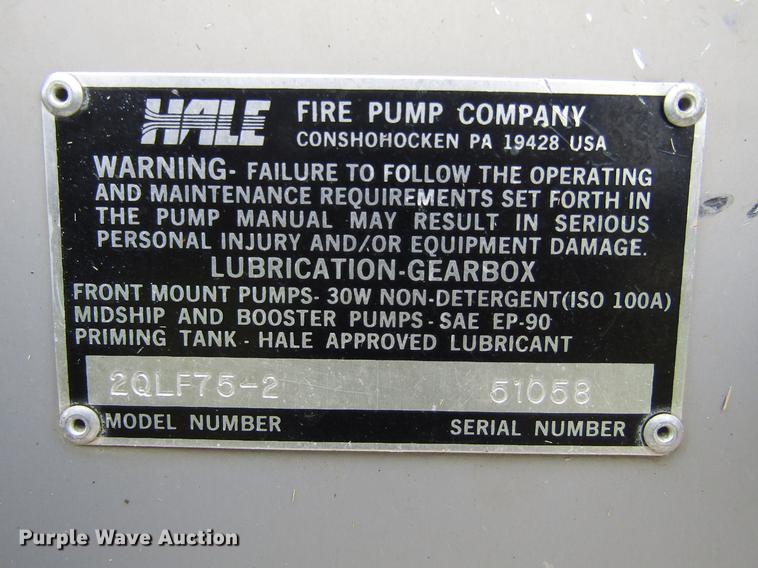 HALE FIRE PUMP COMPANY
CONSHOHOCKEN PA 19428 USA
WARNING- FAILURE TO FOLLOW THE OPERATING
AND MAINTENANCE REQUIREMENTS SET FORTH IN
THE PUMP MANUAL MAY RESULT IN SERIOUS
PERSONAL INJURY AND/OR EQUIPMENT DAMAGE.
LUBRICATION-GEARBOX
FRONT MOUNT PUMPS- 30W NON-DETERGENT(ISO 100A)
MIDSHIP AND BOOSTER PUMPS-SAE EP-90
PRIMING TANK- HALE APPROVED LUBRICANT
2QLF75-2 51058
MODEL NUMBER SERIAL NUMBER
Purple Wave Auction